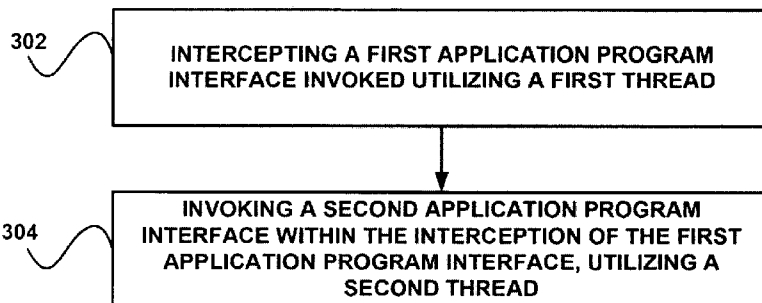 302
INTERCEPTING A FIRST APPLICATION PROGRAM
INTERFACE INVOKED UTILIZING A FIRST THREAD
304
INVOKING A SECOND APPLICATION PROGRAM
INTERFACE WITHIN THE INTERCEPTION OF THE FIRST
APPLICATION PROGRAM INTERFACE, UTILIZING A
SECOND THREAD